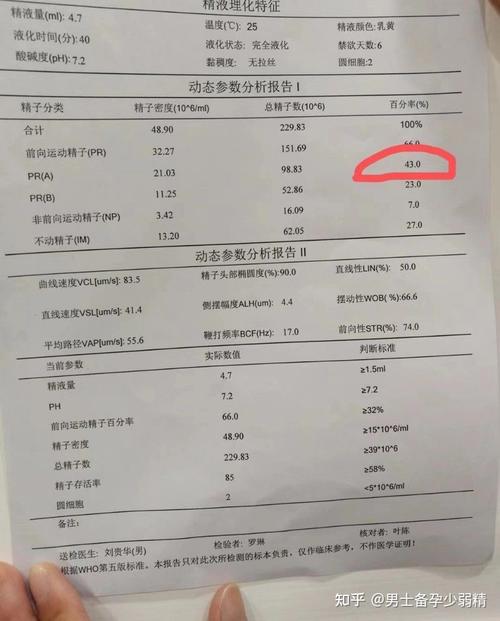 精液理化特征
精液量(ml): 4.7 温度(℃): 25 精液颜色: 乳黄
液化时间(分): 40 液化状态: 完全液化 禁欲天数: 6
酸碱度(pH): 7.2 黏稠度: 无拉丝 圆细胞: 2
动态参数分析报告 I
精子分类 精子密度(10^6/ml) 总精子数(10^6) 百分率(%)
合计 48.90 229.83 100%
前向运动精子(PR) 32.27 151.69 66.0
PR(A) 21.03 98.83 43.0
PR(B) 11.25 52.86 23.0
非前向运动精子(NP) 3.42 16.09 7.0
不动精子(IM) 13.20 62.05 27.0
动态参数分析报告 II
曲线速度VCL[um/s]: 83.5 精子头部椭圆度(%): 90.0 直线性LIN(%): 50.0
直线速度VSL[um/s]: 41.4 侧摆幅度ALH(um): 4.4 摆动性WOB(%): 66.6
平均路径VAP[um/s]: 55.6 鞭打频率BCF(Hz): 17.0 前向性STR(%): 74.0
当前参数 实际数值 判断标准
精液量 4.7 ≥1.5ml
PH 7.2 ≥7.2
前向运动精子百分率 66.0 ≥32%
精子密度 48.90 ≥15*10^6/ml
总精子数 229.83 ≥39*10^6
精子存活率 85 ≥58%
圆细胞 2 <5*10^6/ml
备注:
送检医生: 刘贵华(男) 检验者: 罗琳 核对者: 叶陈
根据WHO第五版标准。本报告只对此次所检测的标本负责，仅作临床参考，不作医学证明！
知乎 @男士备孕少弱精